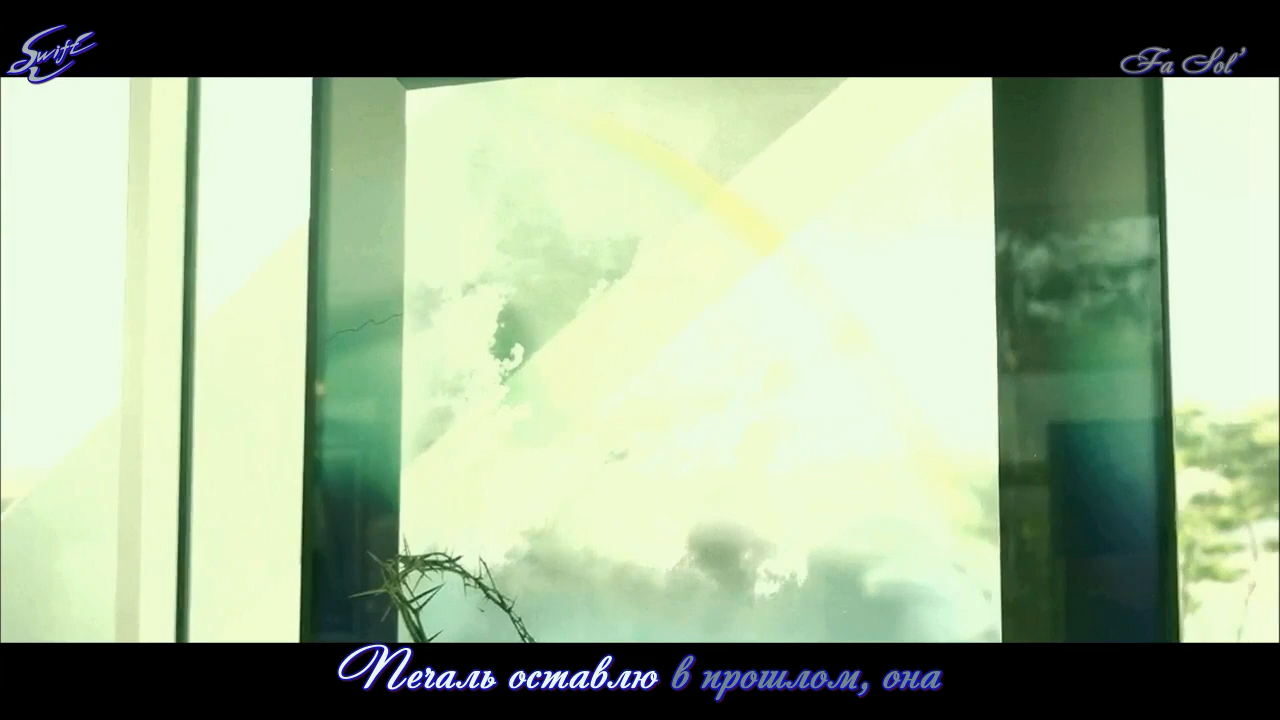 Swift
Fa Sol'
Печаль оставлю в прошлом, она